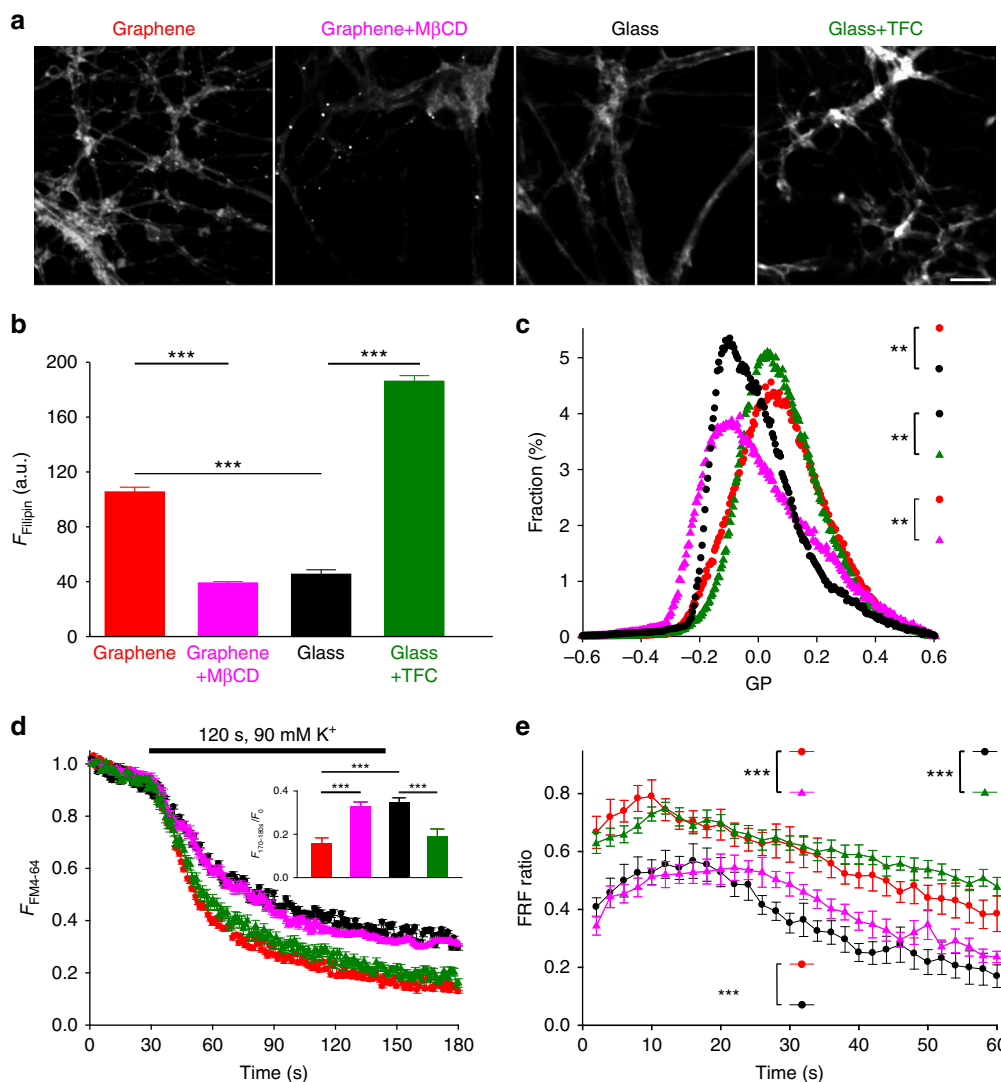 a
Graphene Graphene+MβCD Glass Glass+TFC
b
200
160
120
80
40
0
F Filipin (a.u.)
*** ***
***
Graphene Graphene +MβCD Glass Glass +TFC
c
5
4
3
2
1
0
Fraction (%)
–0.6 –0.4 –0.2 0.0 0.2 0.4 0.6
GP
**
**
**
d
120 s, 90 mM K+
1.0
0.8
0.6
0.4
0.2
0.0
F FM4–64
0 30 60 90 120 150 180
Time (s)
0.4
0.2
0.0
F 170–180s/F0
***
*** ***
e
0.8
0.6
0.4
0.2
0.0
FRF ratio
0 10 20 30 40 50 60
Time (s)
*** ***
***